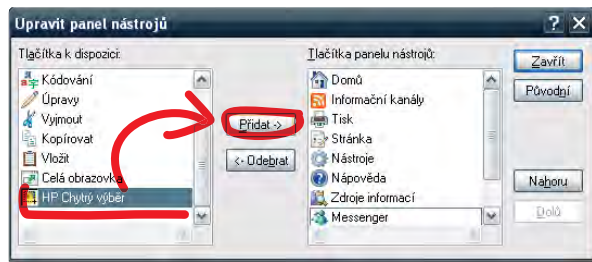 Upravit panel nástrojů
Tlačítka k dispozici:
Kódování
Úpravy
Vyjmout
Kopírovat
Vložit
Celá obrazovka
HP Chytrý výběr
Přidat ->
<- Odebrat
Tlačítka panelu nástrojů:
Domů
Informační kanály
Tisk
Stránka
Nástroje
Nápověda
Zdroje informací
Messenger
Zavřít
Původní
Nahoru
Dolů